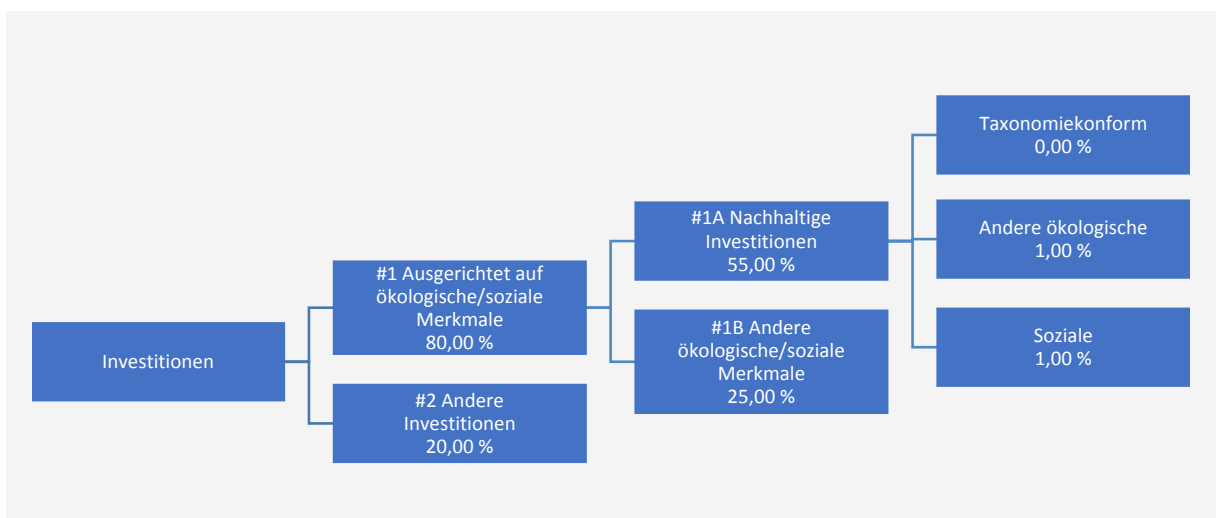 Investitionen
#1 Ausgerichtet auf
ökologische/soziale
Merkmale
80,00 %
#2 Andere
Investitionen
20,00 %
#1A Nachhaltige
Investitionen
55,00 %
#1B Andere
ökologische/soziale
Merkmale
25,00 %
Taxonomiekonform
0,00 %
Andere ökologische
1,00 %
Soziale
1,00 %